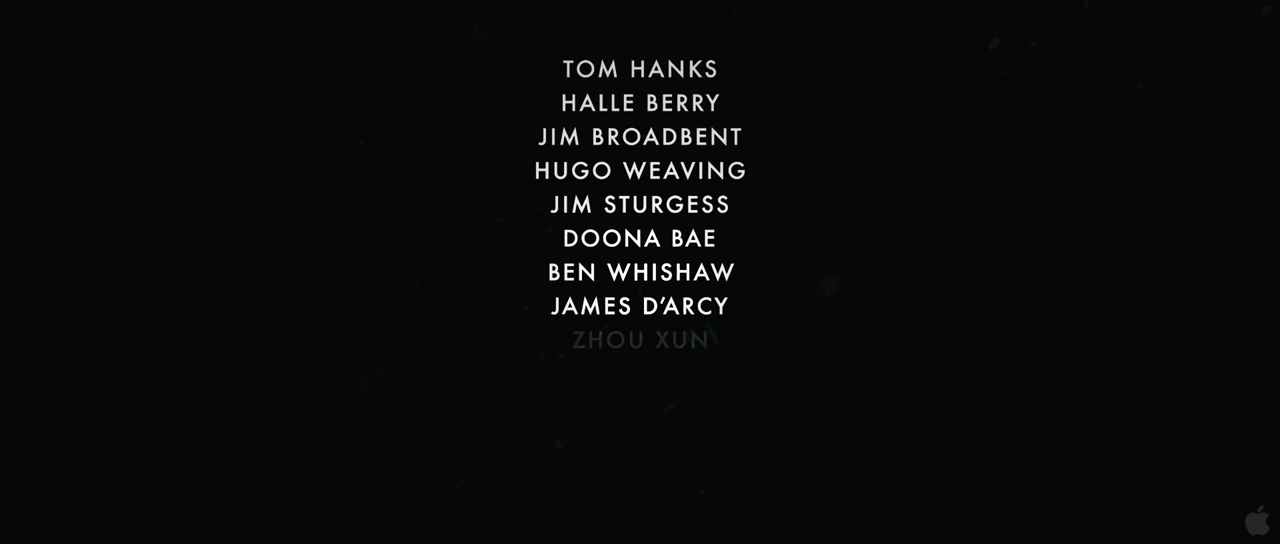 TOM HANKS
HALLE BERRY
JIM BROADBENT
HUGO WEAVING
JIM STURGESS
DOONA BAE
BEN WHISHAW
JAMES D’ARCY
ZHOU XUN